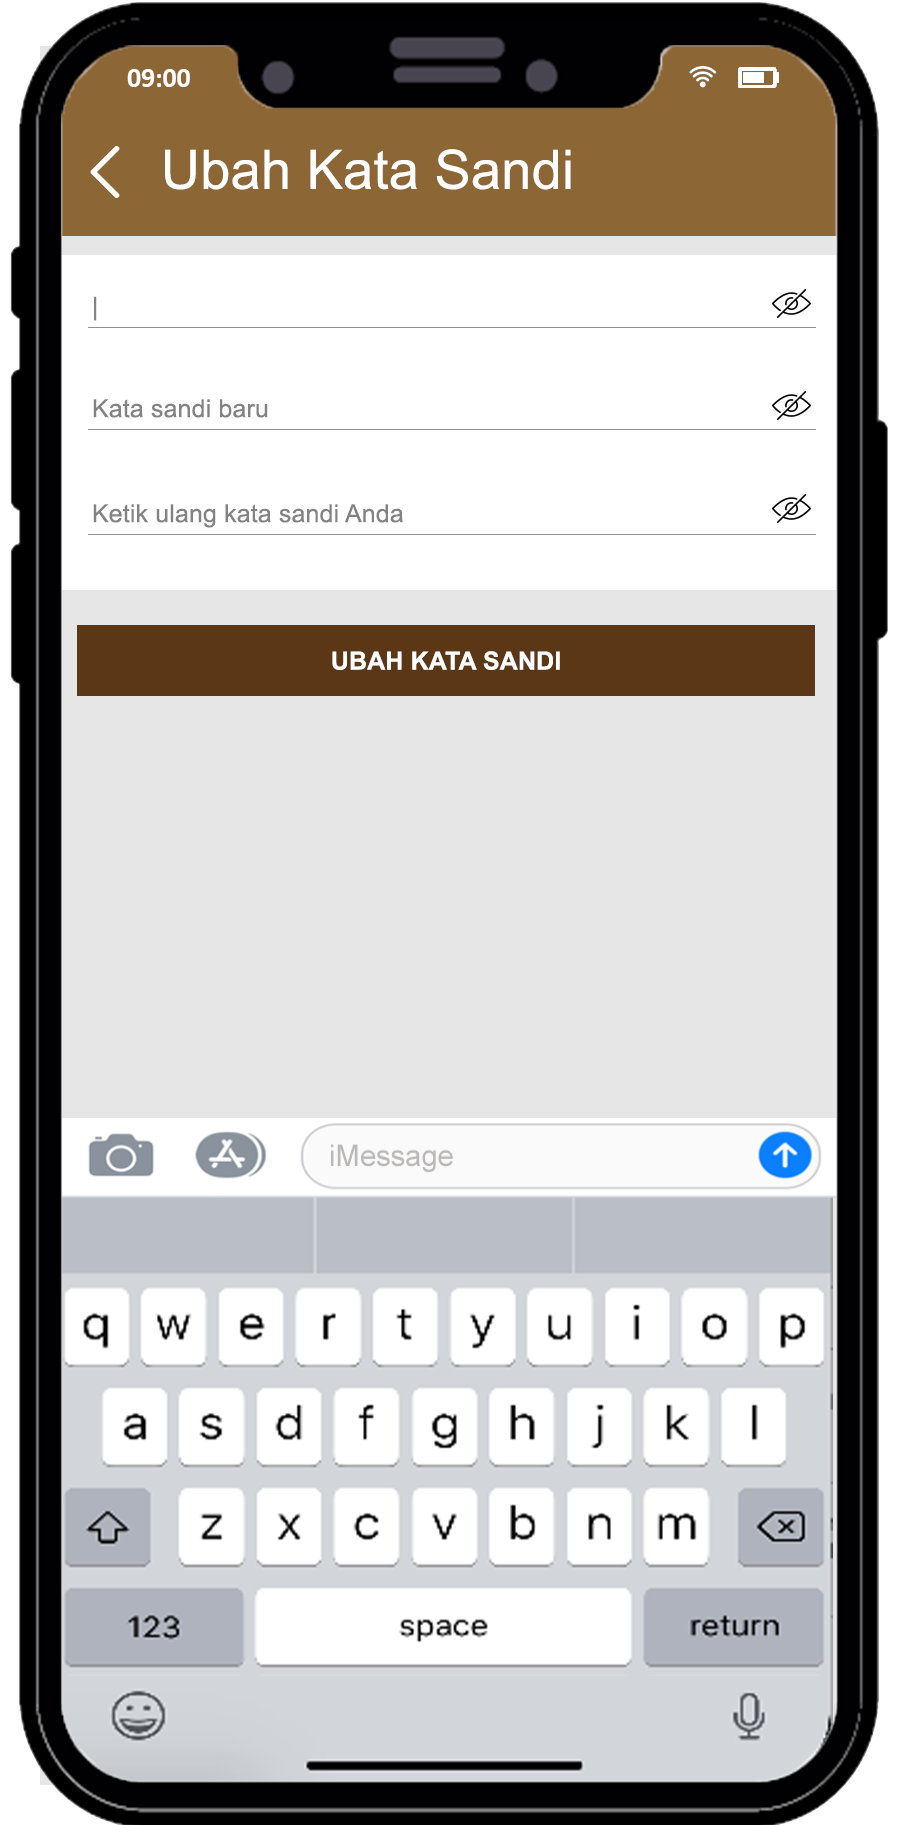 09:00
Ubah Kata Sandi
Kata sandi baru
Ketik ulang kata sandi Anda
UBAH KATA SANDI
iMessage
q w e r t y u i o p
a s d f g h j k l
z x c v b n m
123 space return